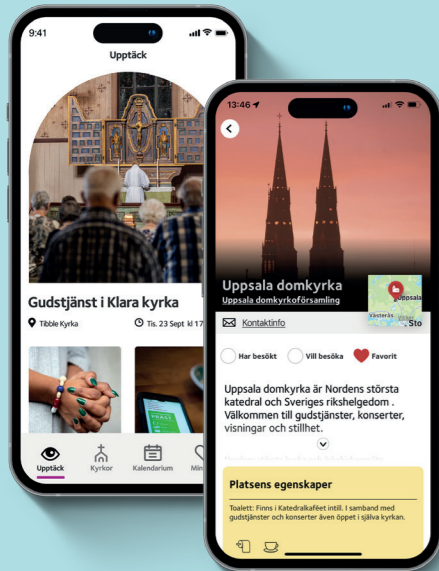 9:41
Upptäck
Gudstjänst i Klara kyrka
Tibble Kyrka
Tis. 23 Sept kl 17
Upptäck
Kyrkor
Kalendarium
Min
13:46
Uppsala domkyrka
Uppsala domkyrkoförsamling
Uppsala
Västerås
Sto
Kontaktinfo
Har besökt
Vill besöka
Favorit
Uppsala domkyrka är Nordens största
katedral och Sveriges rikshelgedom .
Välkommen till gudstjänster, konserter,
visningar och stillhet.
Platsens egenskaper
Toalett: Finns i Katedralkaféet intill. I samband med
gudstjänster och konserter även öppet i själva kyrkan.